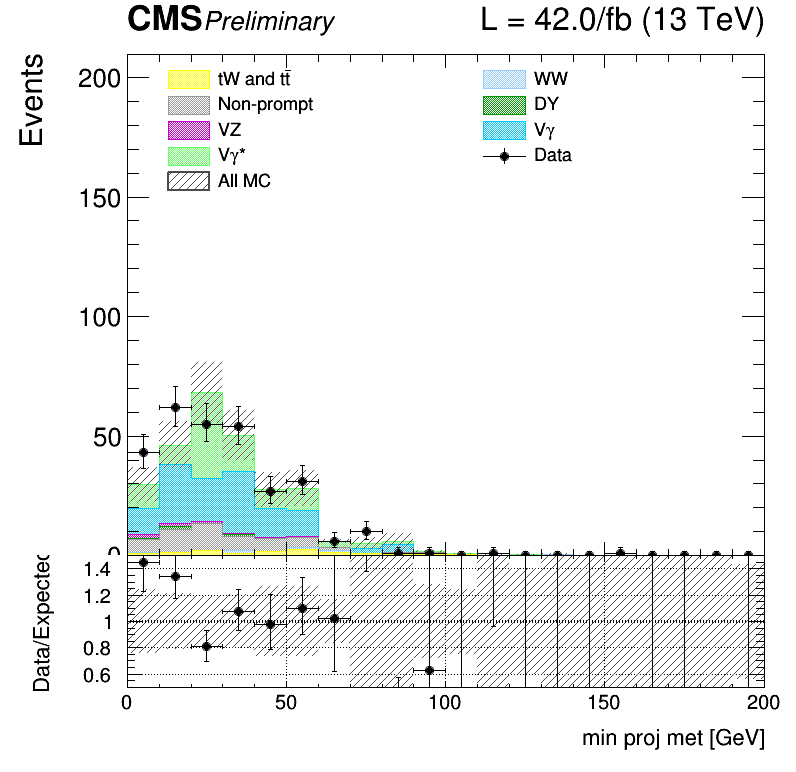 CMS Preliminary L = 42.0/fb (13 TeV)
Events
200
150
100
50
0
tW and tt̄
Non-prompt
VZ
Vγ*
All MC
WW
DY
Vγ
Data
Data/Expected
1.4
1.2
1
0.8
0.6
0 50 100 150 200
min proj met [GeV]